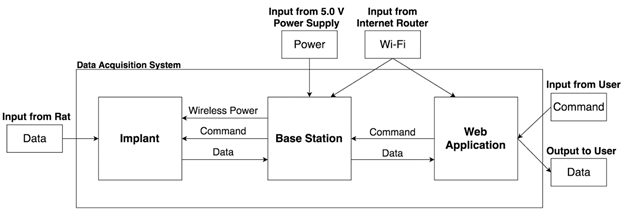 Input from 5.0 V
Power Supply
Input from
Internet Router
Power
Wi-Fi
Data Acquisition System
Input from User
Command
Input from Rat
Data
Implant
Wireless Power
Command
Data
Base Station
Command
Data
Web
Application
Output to User
Data